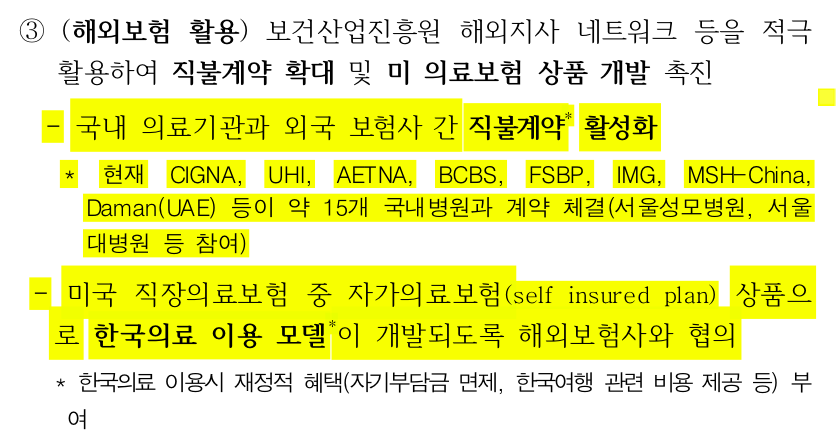 ③ (해외보험 활용) 보건산업진흥원 해외지사 네트워크 등을 적극
활용하여 직불계약 확대 및 미 의료보험 상품 개발 촉진
- 국내 의료기관과 외국 보험사 간 직불계약* 활성화
* 현재 CIGNA, UHI, AETNA, BCBS, FSBP, IMG, MSH-China,
Daman(UAE) 등이 약 15개 국내병원과 계약 체결(서울성모병원, 서울
대병원 등 참여)
- 미국 직장의료보험 중 자가의료보험(self insured plan) 상품으
로 한국의료 이용 모델*이 개발되도록 해외보험사와 협의
* 한국의료 이용시 재정적 혜택(자기부담금 면제, 한국여행 관련 비용 제공 등) 부
여